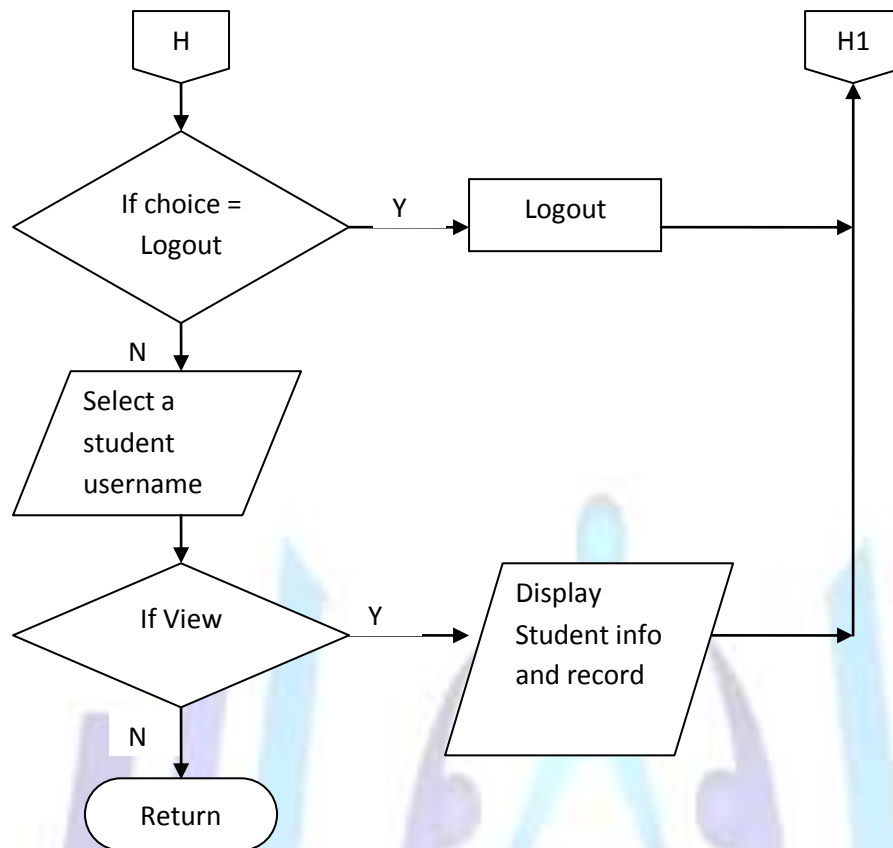 H
H1
If choice =
Logout
Y
Logout
N
Select a
student
username
If View
Y
Display
Student info
and record
N
Return